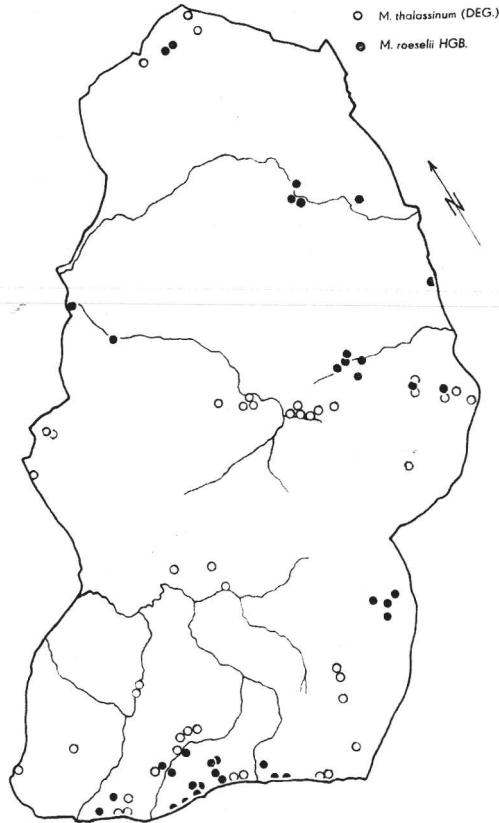 ○ M. thalassinum (DEG.)
● M. roeselii HGB.
N